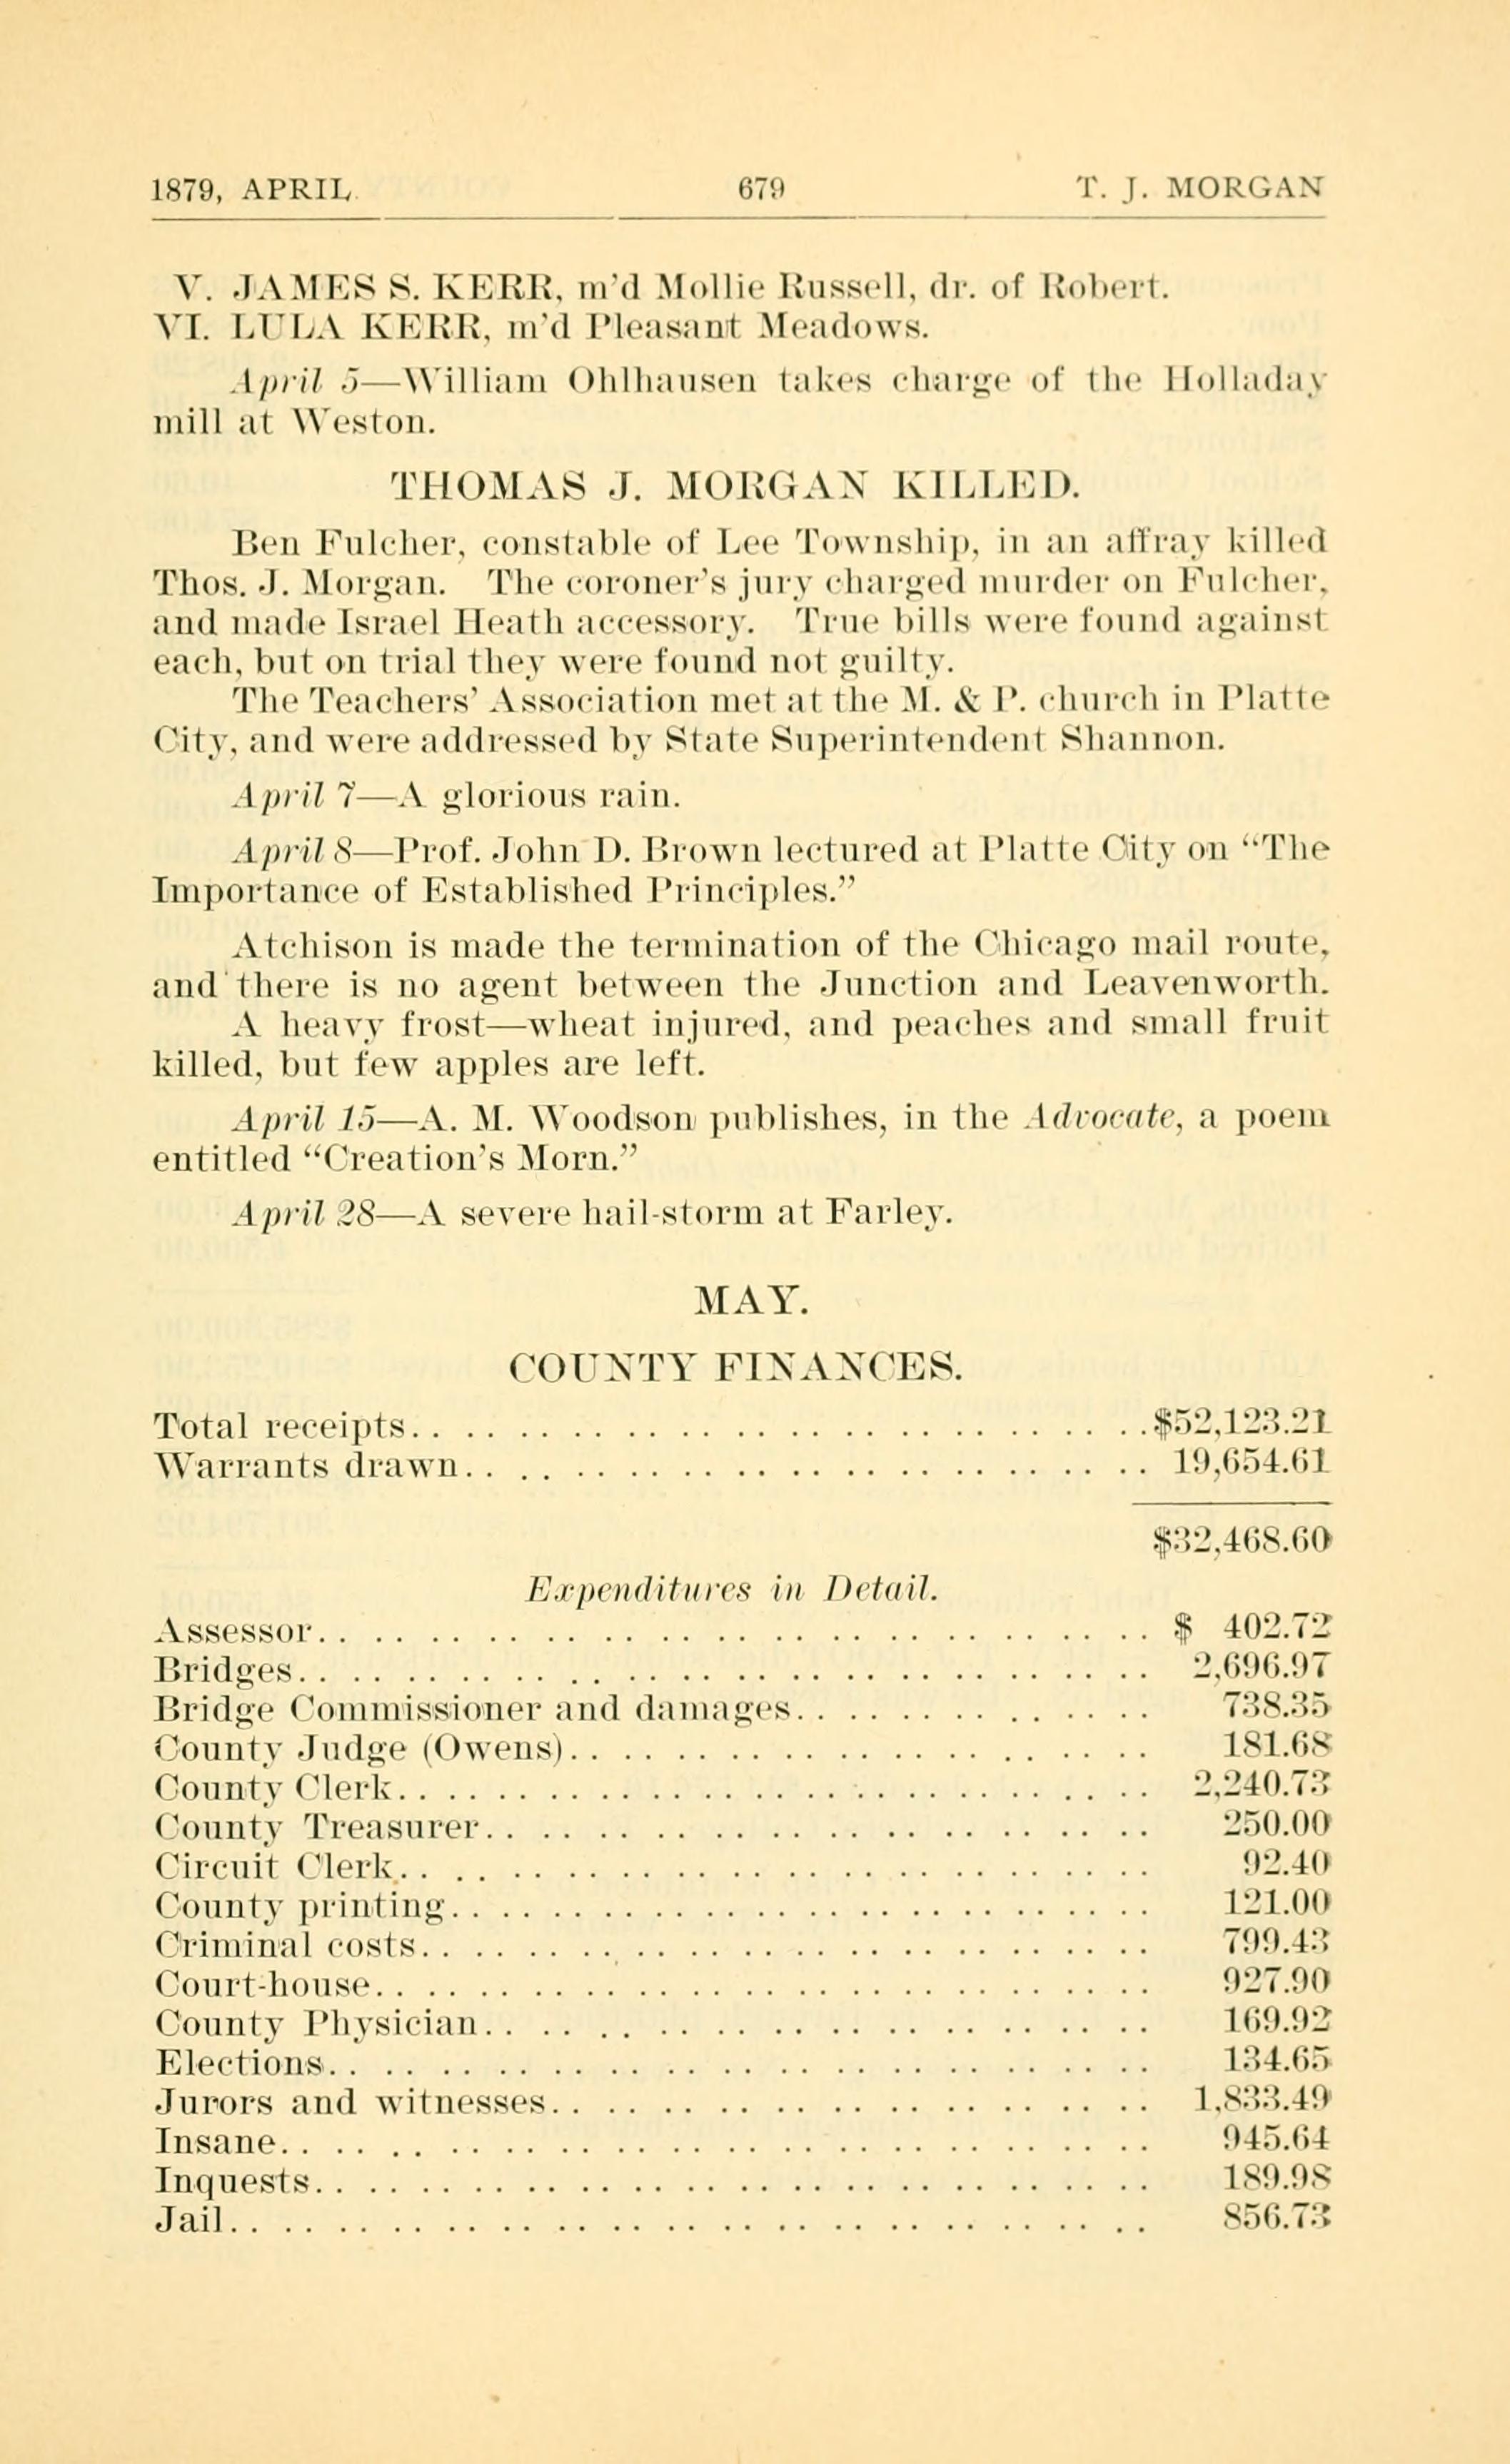 1879, APRIL 679 T. J. MORGAN
V. JAMES S. KERR, m'd Mollie Russell, dr. of Robert.
VI. LULA KERR, m'd Pleasant Meadows.
April 5—William Ohlhausen takes charge of the Holladay
mill at Weston.
THOMAS J. MORGAN KILLED.
Ben Fulcher, constable of Lee Township, in an affray killed
Thos. J. Morgan. The coroner's jury charged murder on Fulcher,
and made Israel Heath accessory. True bills were found against
each, but on trial they were found not guilty.
The Teachers' Association met at the M. & P. church in Platte
City, and were addressed by State Superintendent Shannon.
April 7—A glorious rain.
April 8—Prof. John D. Brown lectured at Platte City on “The
Importance of Established Principles.”
Atchison is made the termination of the Chicago mail route,
and there is no agent between the Junction and Leavenworth.
A heavy frost—wheat injured, and peaches and small fruit
killed, but few apples are left.
April 15—A. M. Woodson publishes, in the Advocate, a poem
entitled “Creation's Morn.”
April 28—A severe hail-storm at Farley.
MAY.
COUNTY FINANCES.
Total receipts. . . . . . . . . . . . . . . . . . . . . . . . . . . $52,123.21
Warrants drawn. . . . . . . . . . . . . . . . . . . . . . . . . 19,654.61
$32,468.60
Expenditures in Detail.
Assessor. . . . . . . . . . . . . . . . . . . . . . . . . . . . . . $ 402.72
Bridges. . . . . . . . . . . . . . . . . . . . . . . . . . . . . . 2,696.97
Bridge Commissioner and damages. . . . . . . . . . . . . . 738.35
County Judge (Owens). . . . . . . . . . . . . . . . . . . . . 181.68
County Clerk. . . . . . . . . . . . . . . . . . . . . . . . . . . 2,240.73
County Treasurer. . . . . . . . . . . . . . . . . . . . . . . . 250.00
Circuit Clerk. . . . . . . . . . . . . . . . . . . . . . . . . . . 92.40
County printing. . . . . . . . . . . . . . . . . . . . . . . . . 121.00
Criminal costs. . . . . . . . . . . . . . . . . . . . . . . . . . 799.43
Court-house. . . . . . . . . . . . . . . . . . . . . . . . . . . . 927.90
County Physician. . . . . . . . . . . . . . . . . . . . . . . . 169.92
Elections. . . . . . . . . . . . . . . . . . . . . . . . . . . . . 134.65
Jurors and witnesses. . . . . . . . . . . . . . . . . . . . . . 1,833.49
Insane. . . . . . . . . . . . . . . . . . . . . . . . . . . . . . . 945.64
Inquests. . . . . . . . . . . . . . . . . . . . . . . . . . . . . . 189.98
Jail. . . . . . . . . . . . . . . . . . . . . . . . . . . . . . . . . 856.73